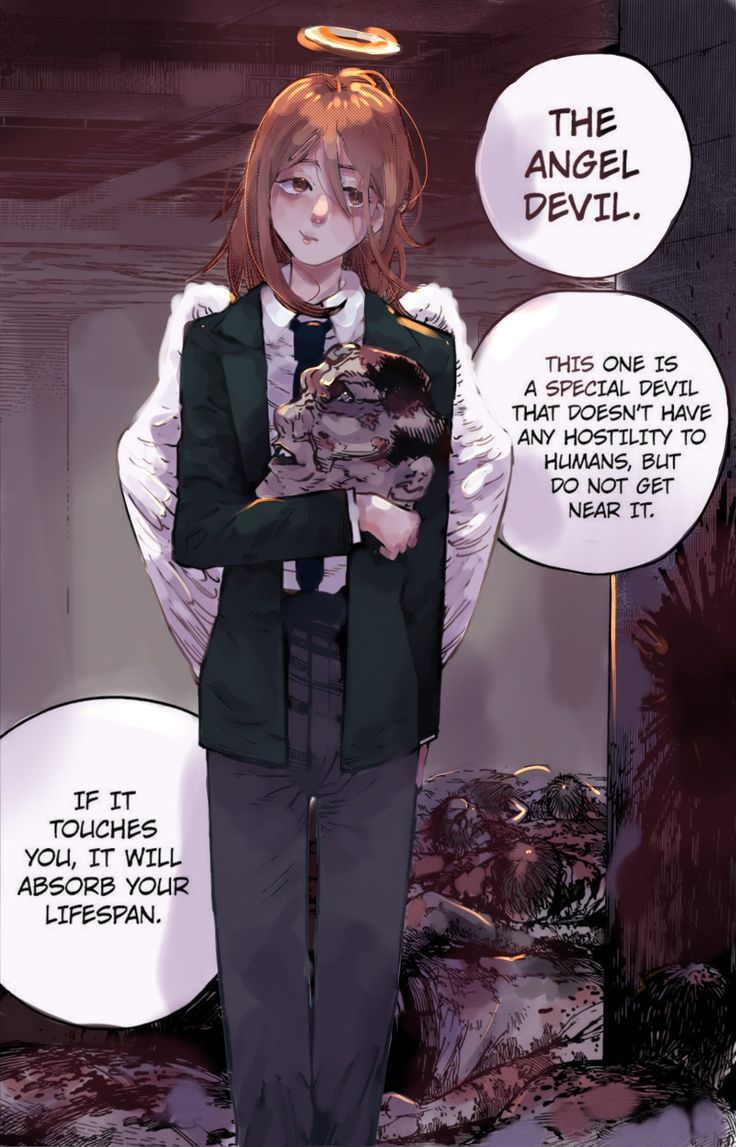 THE
ANGEL
DEVIL.
THIS ONE IS
A SPECIAL DEVIL
THAT DOESN'T HAVE
ANY HOSTILITY TO
HUMANS, BUT
DO NOT GET
NEAR IT.
IF IT
TOUCHES
YOU, IT WILL
ABSORB YOUR
LIFESPAN.